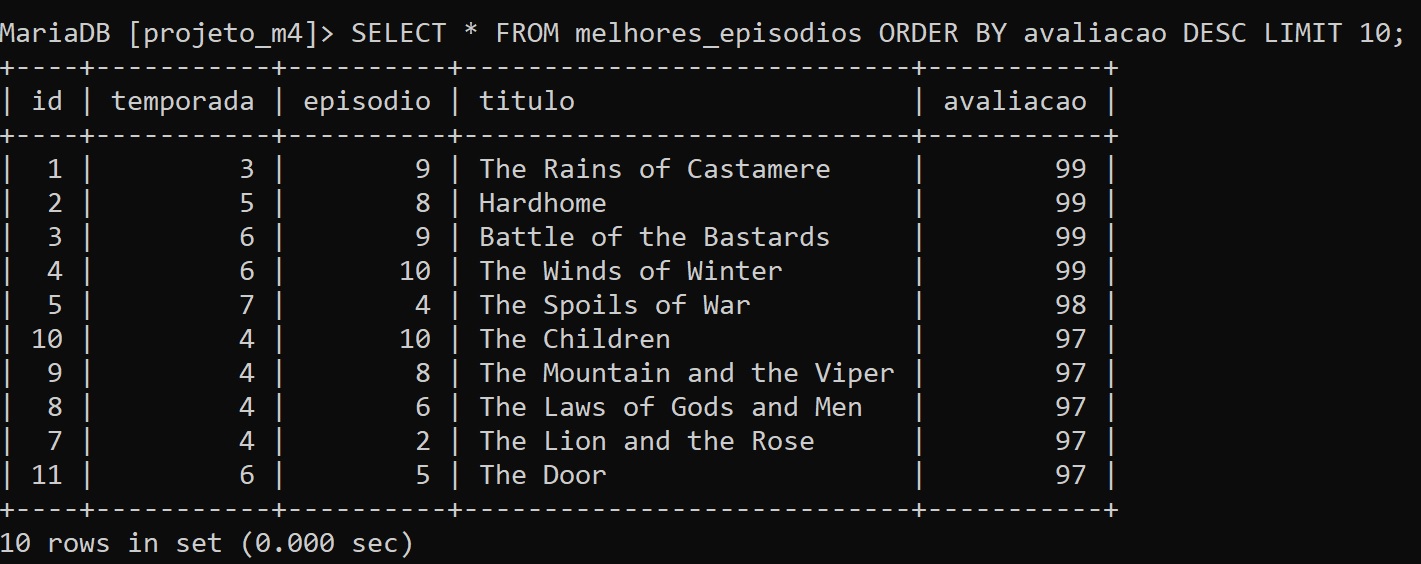 MariaDB [projeto_m4]> SELECT * FROM melhores_episodios ORDER BY avaliacao DESC LIMIT 10;
+----+-----------+----------+----------------------------+-----------+
| id | temporada | episodio | titulo                     | avaliacao |
+----+-----------+----------+----------------------------+-----------+
|  1 |         3 |        9 | The Rains of Castamere     |        99 |
|  2 |         5 |        8 | Hardhome                   |        99 |
|  3 |         6 |        9 | Battle of the Bastards     |        99 |
|  4 |         6 |       10 | The Winds of Winter        |        99 |
|  5 |         7 |        4 | The Spoils of War          |        98 |
| 10 |         4 |       10 | The Children               |        97 |
|  9 |         4 |        8 | The Mountain and the Viper |        97 |
|  8 |         4 |        6 | The Laws of Gods and Men   |        97 |
|  7 |         4 |        2 | The Lion and the Rose      |        97 |
| 11 |         6 |        5 | The Door                   |        97 |
+----+-----------+----------+----------------------------+-----------+
10 rows in set (0.000 sec)